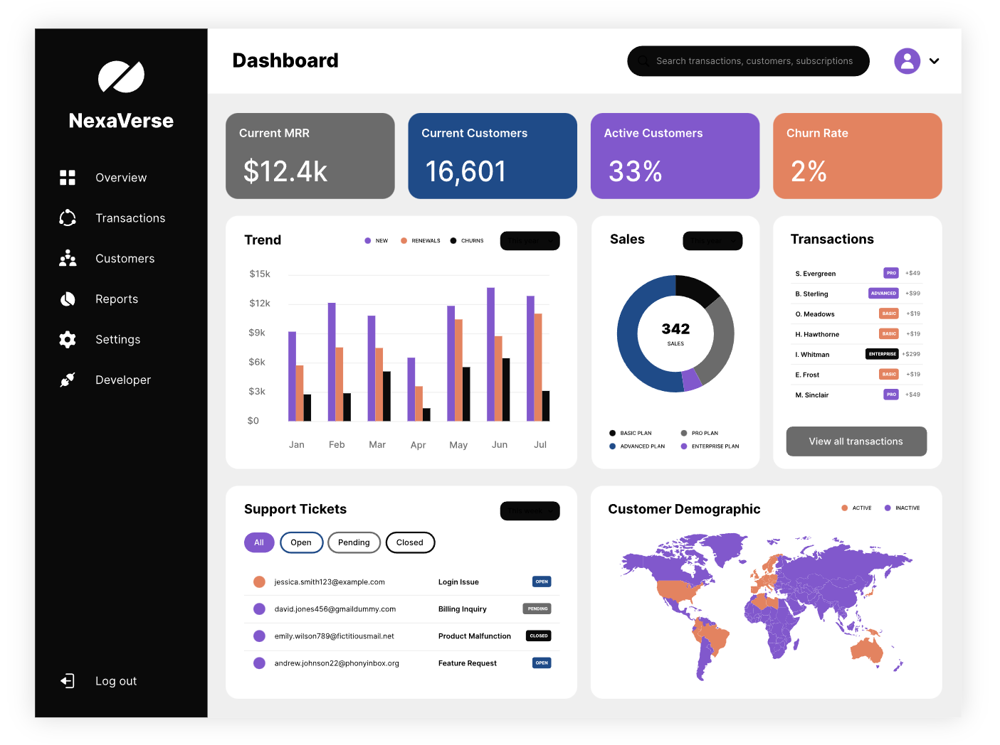 NexaVerse
Overview
Transactions
Customers
Reports
Settings
Developer
Log out
Dashboard
Search transactions, customers, subscriptions
Current MRR
$12.4k
Current Customers
16,601
Active Customers
33%
Churn Rate
2%
Trend
NEW RENEWALS CHURNS
This year
$15k
$12k
$9k
$6k
$3k
$0
Jan Feb Mar Apr May Jun Jul
Sales
This year
342
SALES
BASIC PLAN PRO PLAN
ADVANCED PLAN ENTERPRISE PLAN
Transactions
S. Evergreen PRO +$49
B. Sterling ADVANCED +$99
O. Meadows BASIC +$19
H. Hawthorne BASIC +$19
I. Whitman ENTERPRISE +$299
E. Frost BASIC +$19
M. Sinclair PRO +$49
View all transactions
Support Tickets
This week
All Open Pending Closed
jessica.smith123@example.com Login Issue OPEN
david.jones456@gmaildummy.com Billing Inquiry PENDING
emily.wilson789@fictitiousmail.net Product Malfunction CLOSED
andrew.johnson22@phonyinbox.org Feature Request OPEN
Customer Demographic
ACTIVE INACTIVE